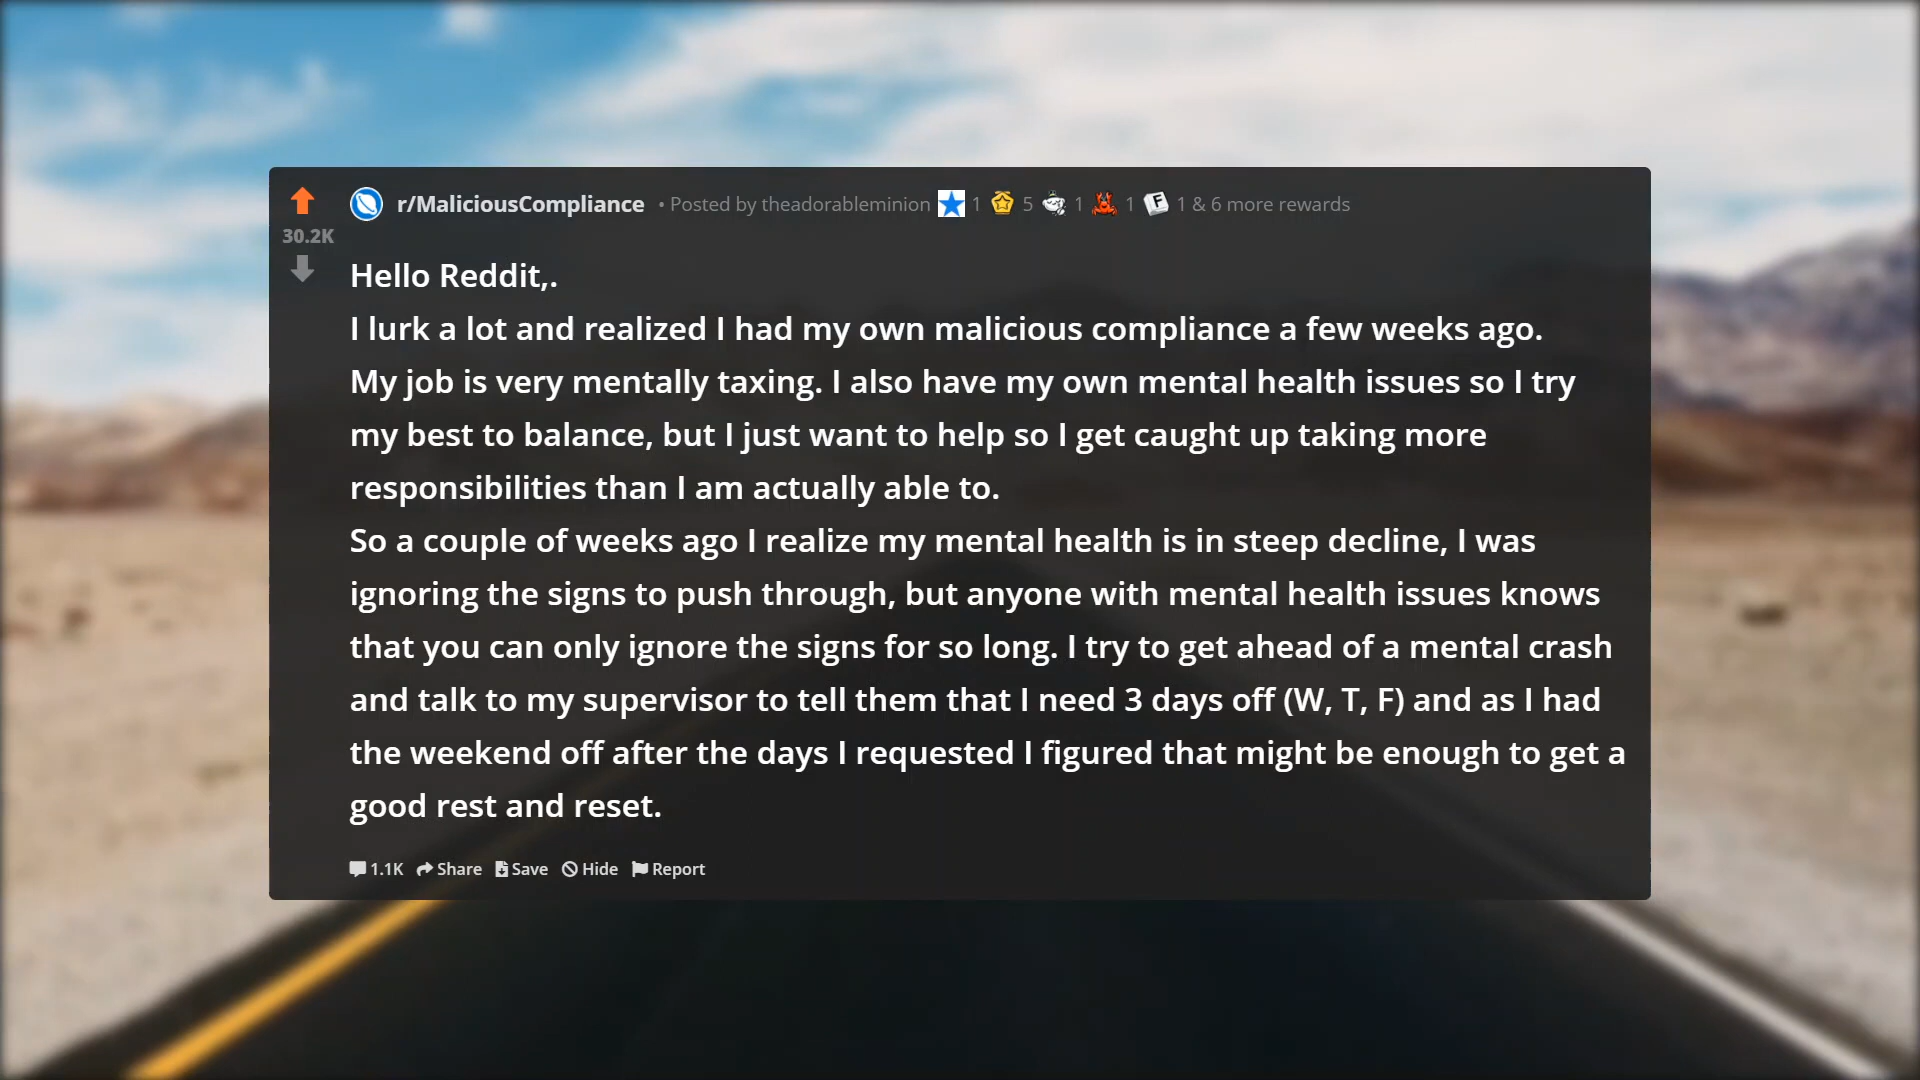 r/MaliciousCompliance • Posted by theadorableminion 1 5 1 1 F 1 & 6 more rewards
30.2K
Hello Reddit,.
I lurk a lot and realized I had my own malicious compliance a few weeks ago.
My job is very mentally taxing. I also have my own mental health issues so I try
my best to balance, but I just want to help so I get caught up taking more
responsibilities than I am actually able to.
So a couple of weeks ago I realize my mental health is in steep decline, I was
ignoring the signs to push through, but anyone with mental health issues knows
that you can only ignore the signs for so long. I try to get ahead of a mental crash
and talk to my supervisor to tell them that I need 3 days off (W, T, F) and as I had
the weekend off after the days I requested I figured that might be enough to get a
good rest and reset.
1.1K Share Save Hide Report